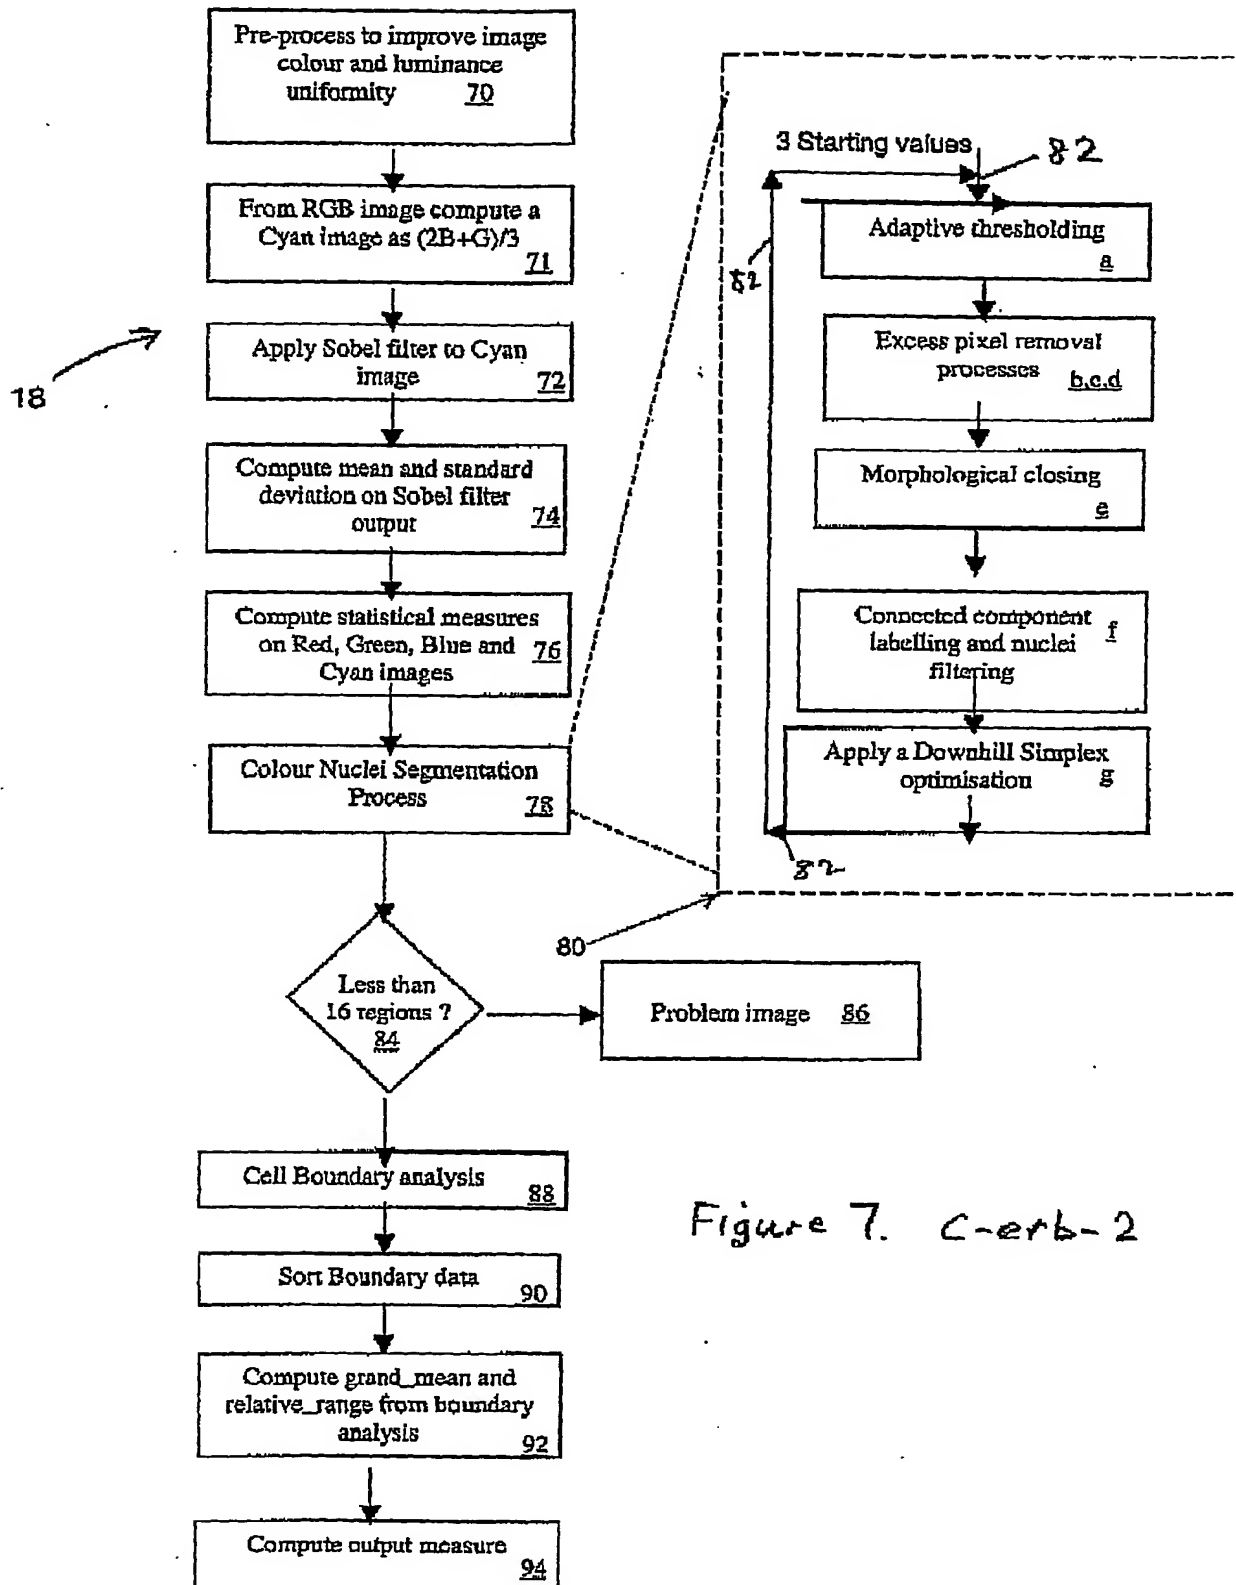 Pre-process to improve image
colour and luminance
uniformity 70
From RGB image compute a
Cyan image as (2B+G)/3
71
Apply Sobel filter to Cyan
image 72
18
Compute mean and standard
deviation on Sobel filter
output 74
Compute statistical measures
on Red, Green, Blue and 76
Cyan images
Colour Nuclei Segmentation
Process 78
80
3 Starting values 82
Adaptive thresholding
a
82
Excess pixel removal
processes b,c,d
Morphological closing
e
Connected component f
labelling and nuclei
filtering
Apply a Downhill Simplex
optimisation g
82
Less than
16 regions ?
84
Problem image 86
Cell Boundary analysis
88
Sort Boundary data
90
Compute grand_mean and
relative_range from boundary
analysis 92
Compute output measure
94
Figure 7. C-erb-2